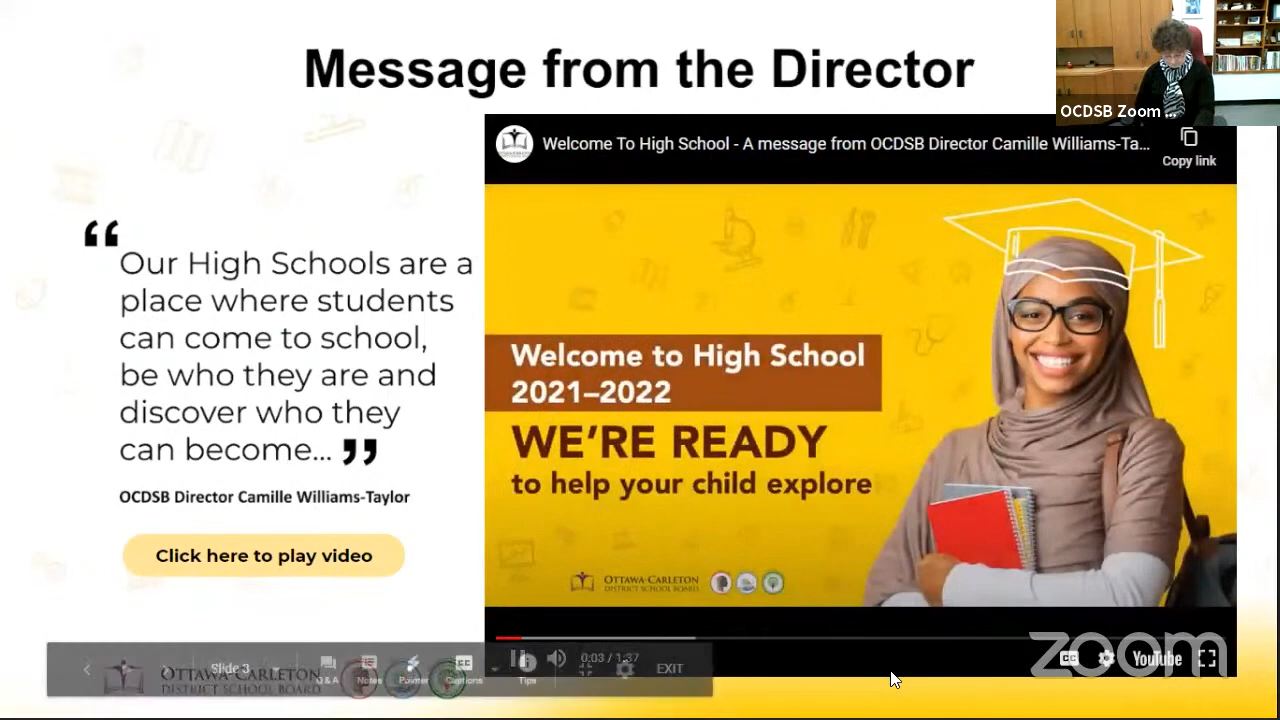 Message from the Director
OCDSB Zoom ...
Welcome To High School - A message from OCDSB Director Camille Williams-Ta...
Copy link
“
Our High Schools are a
place where students
can come to school,
be who they are and
discover who they
can become... ”
OCDSB Director Camille Williams-Taylor
Click here to play video
Welcome to High School
2021–2022
WE’RE READY
to help your child explore
OTTAWA-CARLETON
DISTRICT SCHOOL BOARD
0:03 / 1:37
CC
YouTube
zoom
Slide 3
Q & A
Notes
Pointer
Captions
Tips
EXIT
OTTAWA-CARLETON
DISTRICT SCHOOL BOARD